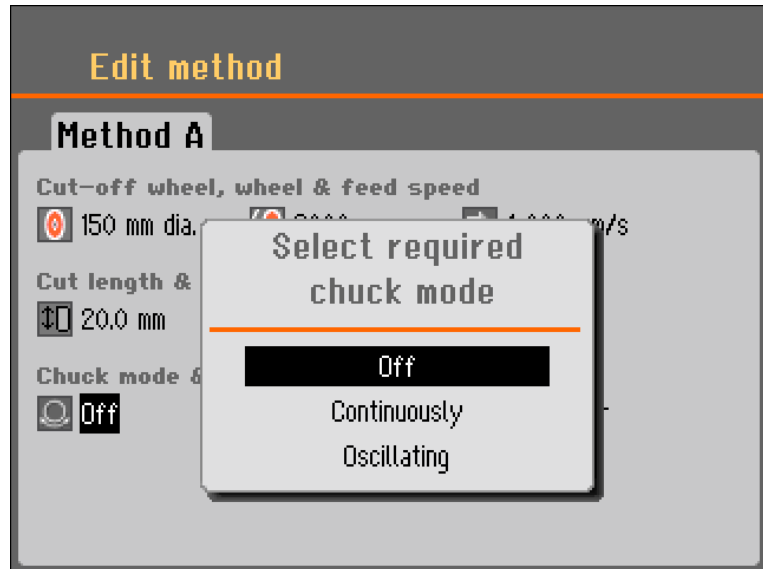 Edit method
Method A
Cut-off wheel, wheel & feed speed
150 mm dia.
Select required
chuck mode
Cut length &
20.0 mm
Off
Chuck mode &
Off
Continuously
Oscillating